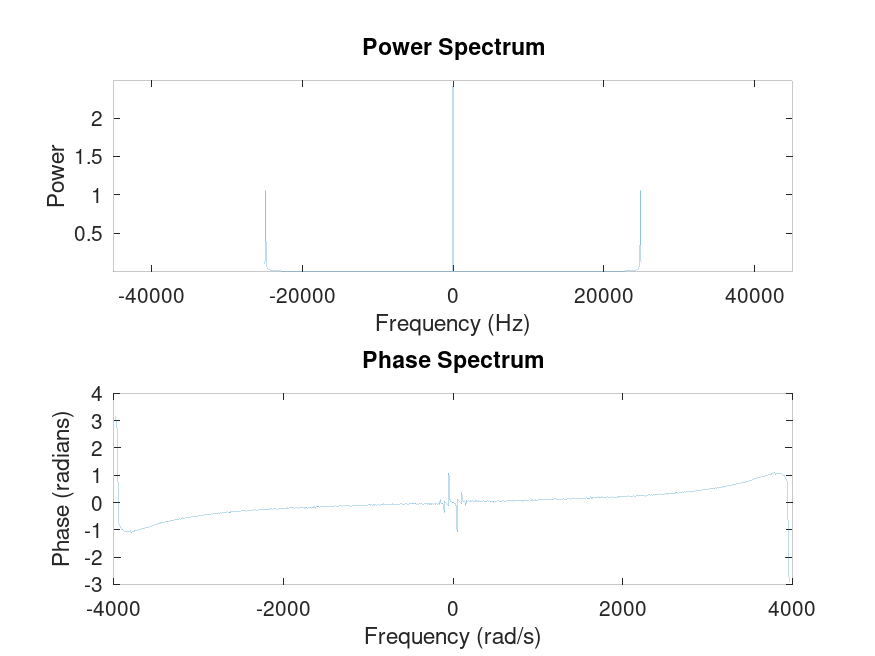 Power Spectrum
Power
2
1.5
1
0.5
-40000 -20000 0 20000 40000
Frequency (Hz)
Phase Spectrum
Phase (radians)
4
3
2
1
0
-1
-2
-3
-4000 -2000 0 2000 4000
Frequency (rad/s)